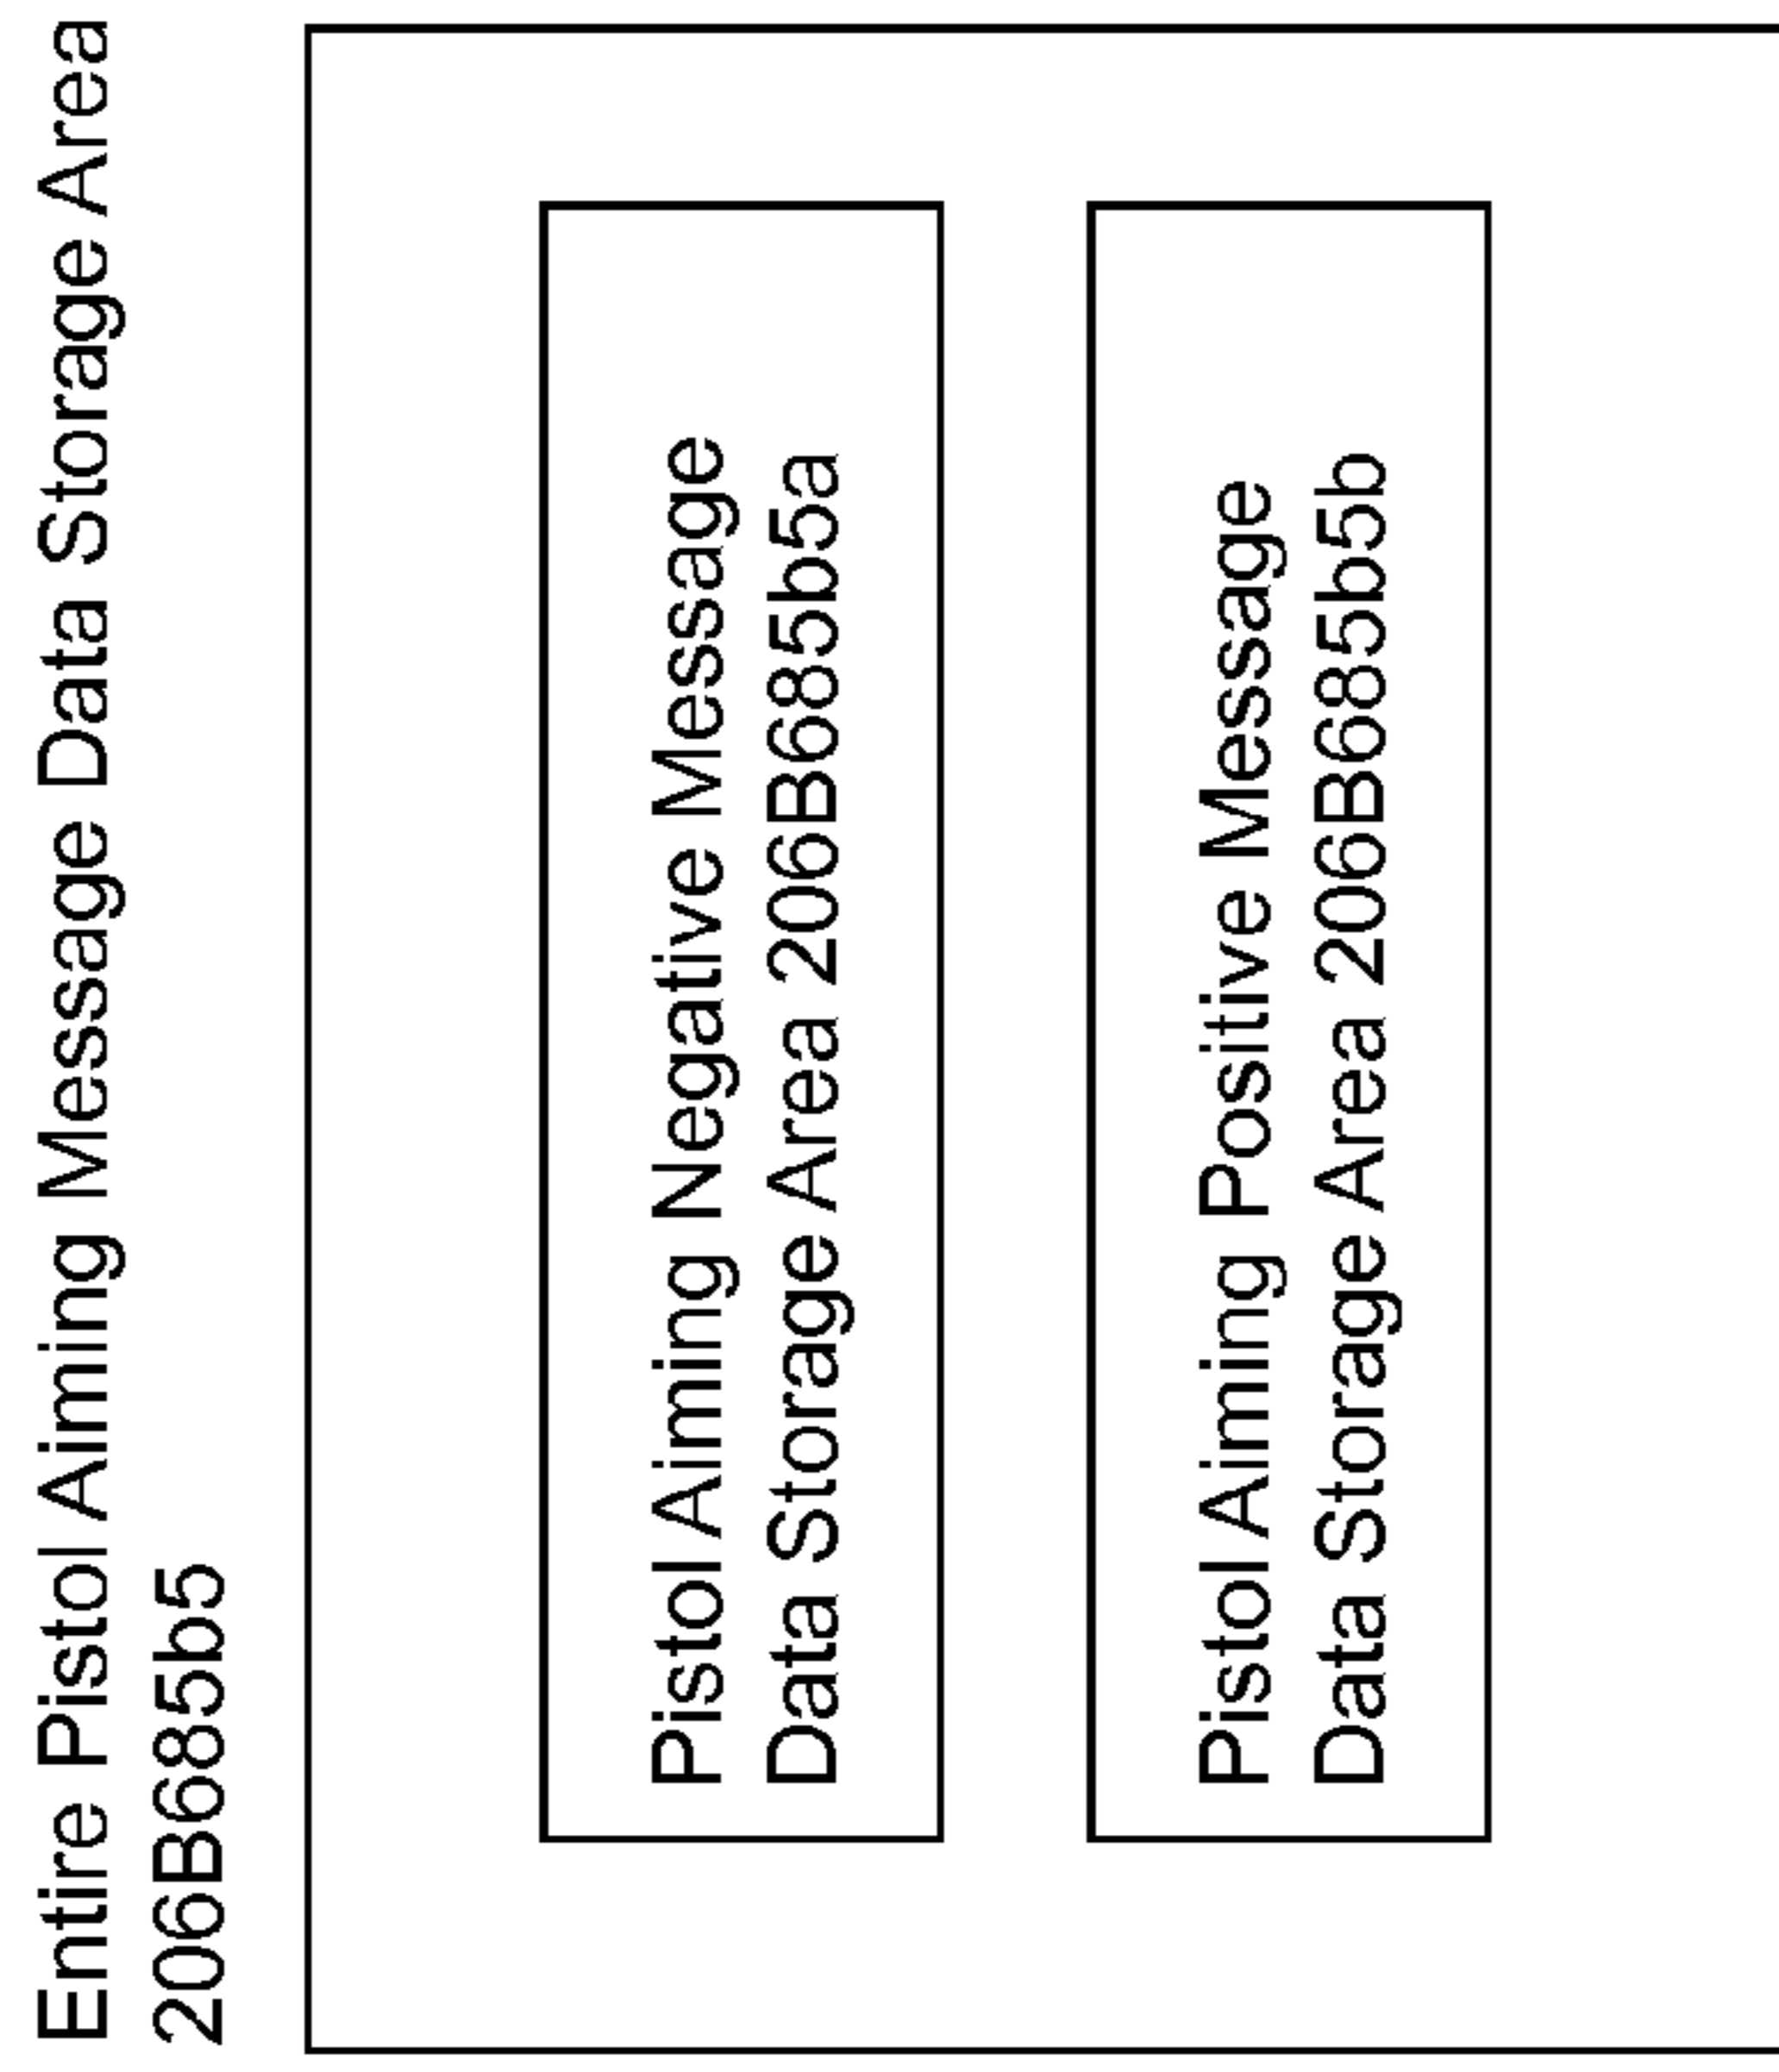 Entire Pistol Aiming Message Data Storage Area
206B685b5
Pistol Aiming Negative Message
Data Storage Area 206B685b5a
Pistol Aiming Positive Message
Data Storage Area 206B685b5b